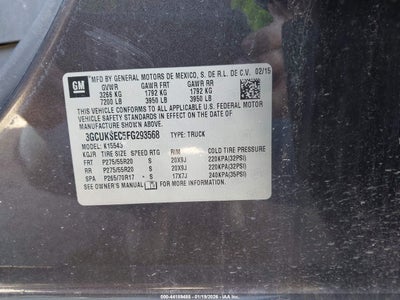 GM
MFD BY GENERAL MOTORS DE MEXICO, S. DE R.L. DE C.V. 02/15
GVWR GAWR FRT GAWR RR
3266 KG 1792 KG 1792 KG
7200 LB 3950 LB 3950 LB
THIS VEHICLE CONFORMS TO ALL APPLICABLE U.S. FEDERAL MOTOR
VEHICLE SAFETY AND THEFT PREVENTION STANDARDS IN EFFECT ON
THE DATE OF MANUFACTURE SHOWN ABOVE.
3GCUKSEC5FG293568 TYPE: TRUCK
MODEL: K15543
KGJR TIRE SIZE SPEED RTG RIM COLD TIRE PRESSURE
FRT P275/55R20 S 20X9J 220KPA(32PSI)
RR P275/55R20 S 20X9J 220KPA(32PSI)
SPA P265/70R17 S 17X7J 240KPA(35PSI)
SEE OWNER'S MANUAL FOR ADDITIONAL INFORMATION.